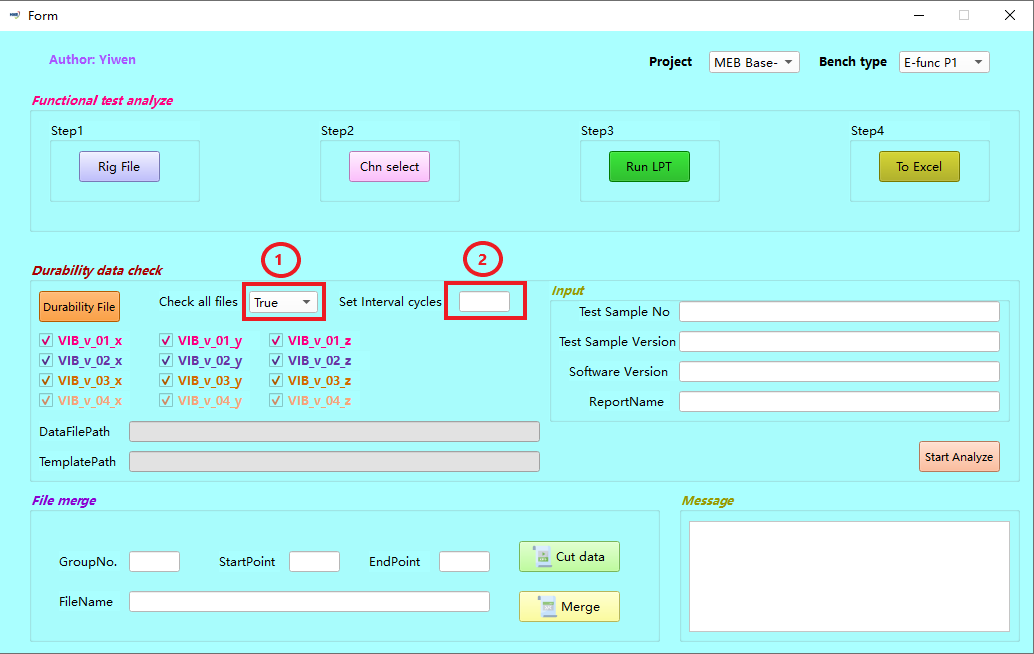 Form
Author: Yiwen
Project MEB Base- Bench type E-func P1
Functional test analyze
Step1 Step2 Step3 Step4
Rig File Chn select Run LPT To Excel
1 2
Durability data check
Durability File Check all files True Set Interval cycles
Input
Test Sample No
VIB_v_01_x VIB_v_01_y VIB_v_01_z
Test Sample Version
VIB_v_02_x VIB_v_02_y VIB_v_02_z
Software Version
VIB_v_03_x VIB_v_03_y VIB_v_03_z
VIB_v_04_x VIB_v_04_y VIB_v_04_z
ReportName
DataFilePath
TemplatePath
Start Analyze
File merge
GroupNo. StartPoint EndPoint Cut data
FileName Merge
Message